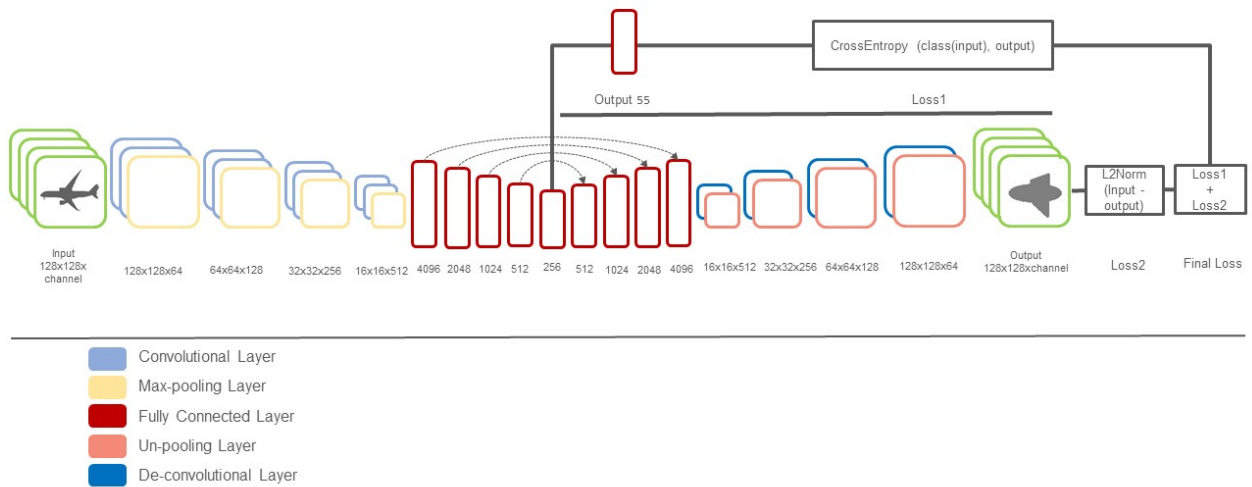 CrossEntropy (class(input), output)
Output 55
Loss1
L2Norm
(Input -
output)
Loss1
+
Loss2
Input
128x128x
channel
128x128x64
64x64x128
32x32x256
16x16x512
4096
2048
1024
512
256
512
1024
2048
4096
16x16x512
32x32x256
64x64x128
128x128x64
Output
128x128xchannel
Loss2
Final Loss
Convolutional Layer
Max-pooling Layer
Fully Connected Layer
Un-pooling Layer
De-convolutional Layer